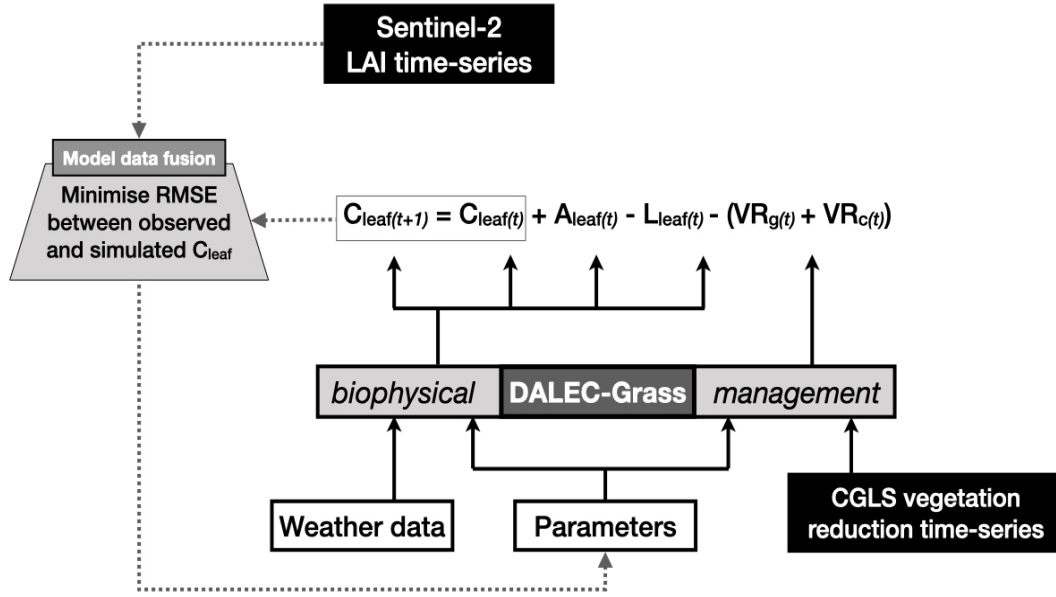 Sentinel-2
LAI time-series
Model data fusion
Minimise RMSE
between observed
and simulated Cleaf
Cleaf(t+1) = Cleaf(t) + Aleaf(t) - Lleaf(t) - (VRg(t) + VRc(t))
biophysical DALEC-Grass management
Weather data
Parameters
CGLS vegetation
reduction time-series